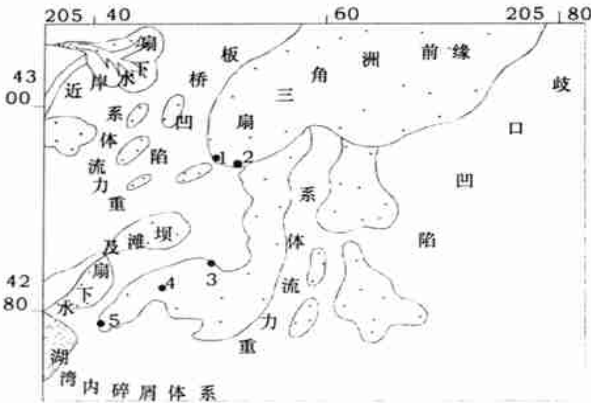 205 40
60
205 80
43
00
42
80
近岸水下扇
板桥凹陷
扇三角洲前缘
歧口凹陷
重力流体系
重力流体系
水下扇及滩坝
湖湾内碎屑体系
1
2
3
4
5